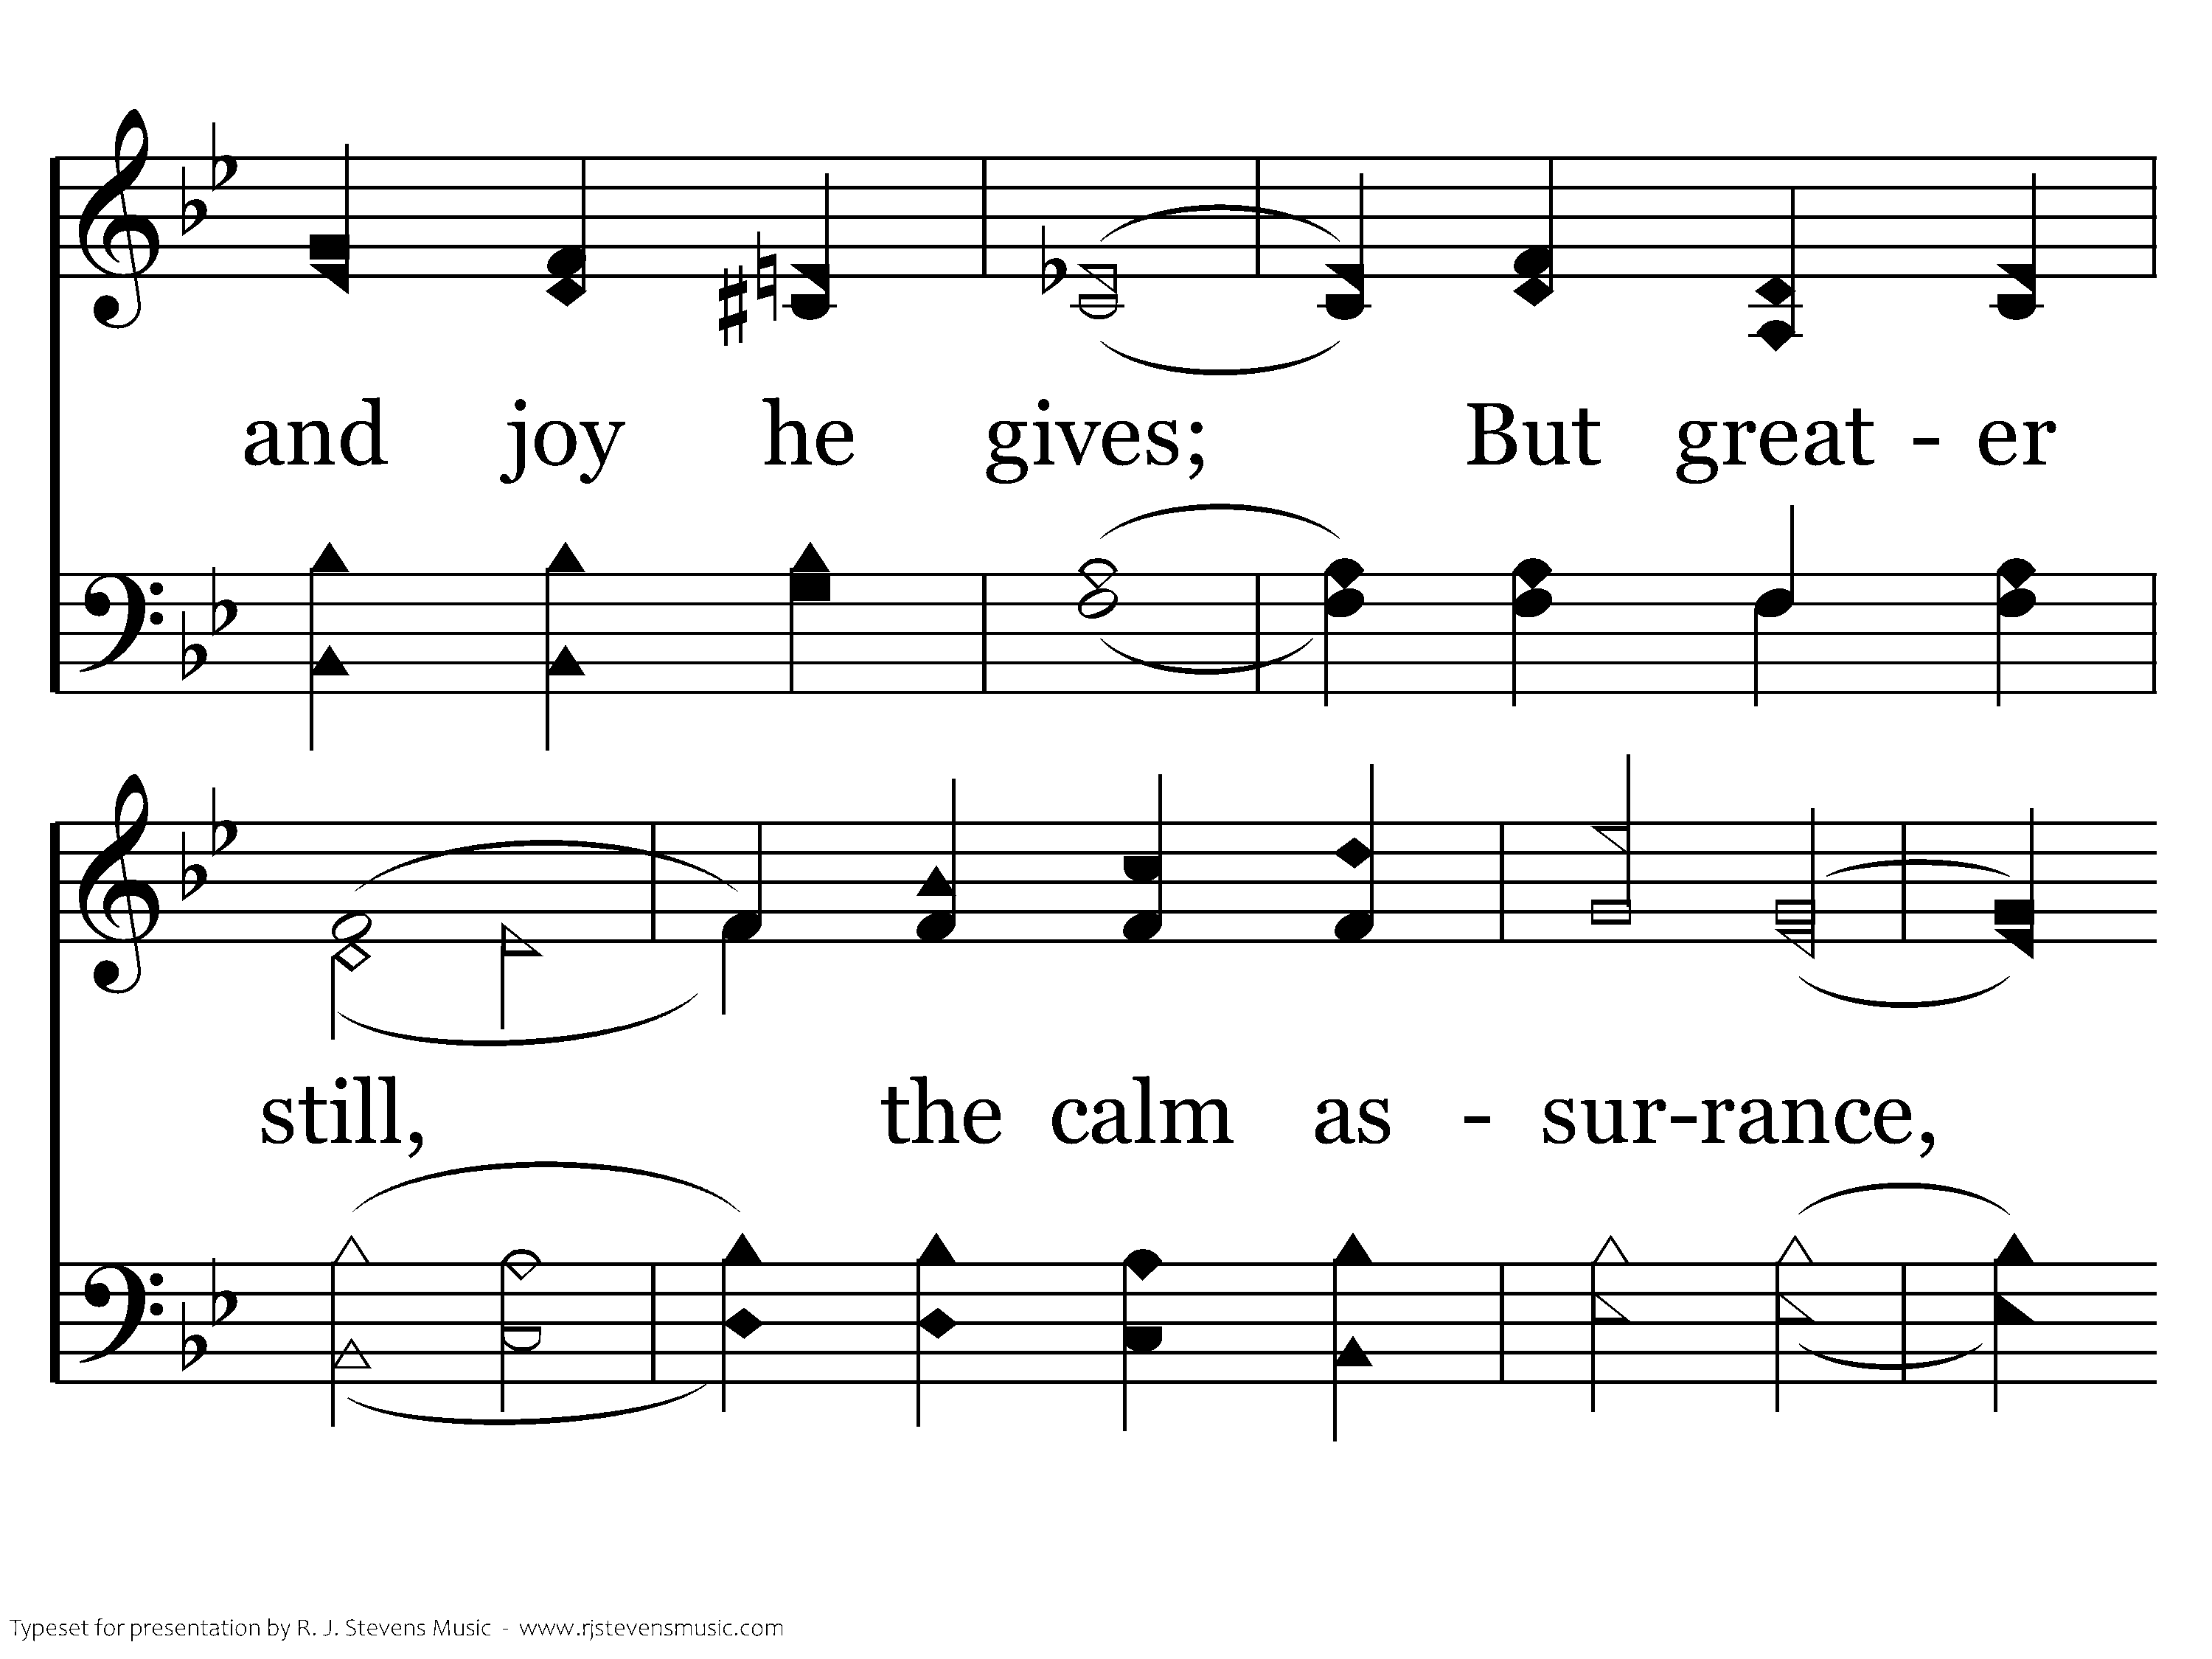 and joy he gives; But great - er
still, the calm as - sur-rance,
Typeset for presentation by R. J. Stevens Music - www.rjstevensmusic.com